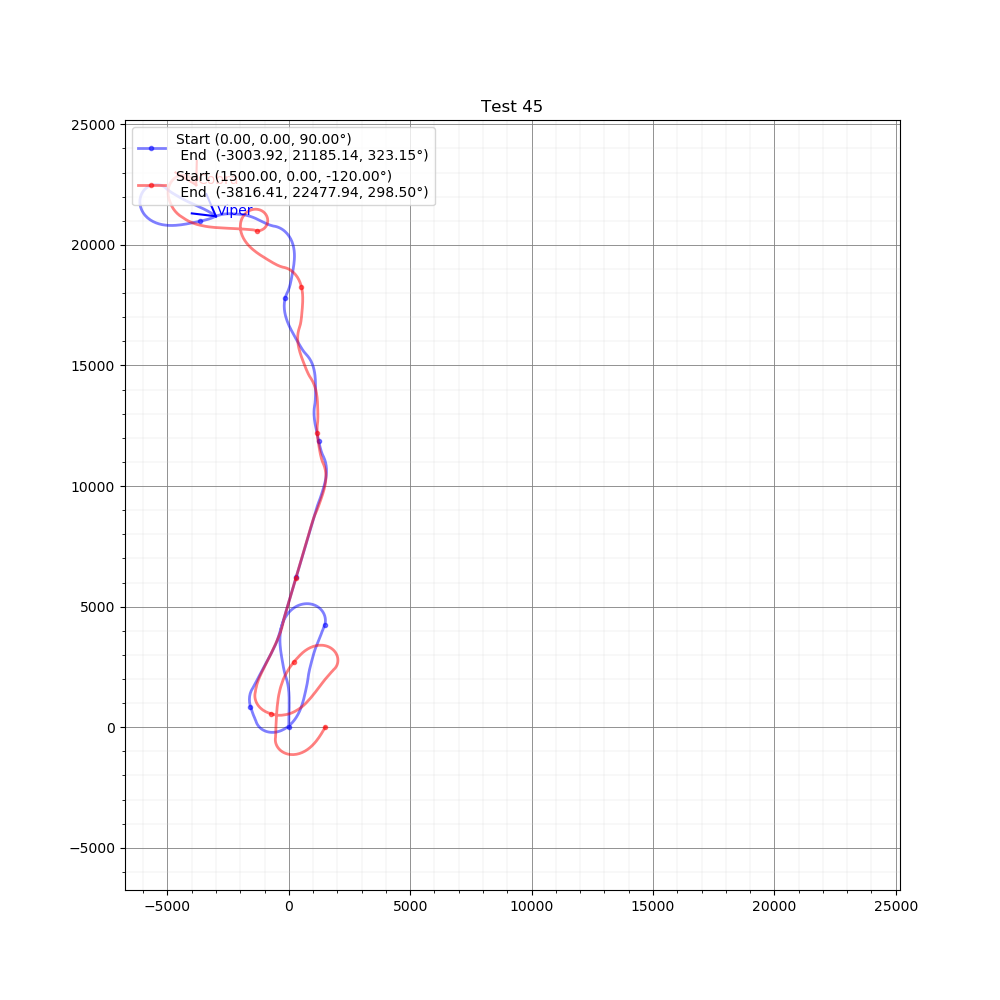 Test 45
25000
20000
15000
10000
5000
0
−5000
Start (0.00, 0.00, 90.00°)
End (-3003.92, 21185.14, 323.15°)
Start (1500.00, 0.00, -120.00°)
End (-3816.41, 22477.94, 298.50°)
Viper
−5000 0 5000 10000 15000 20000 25000